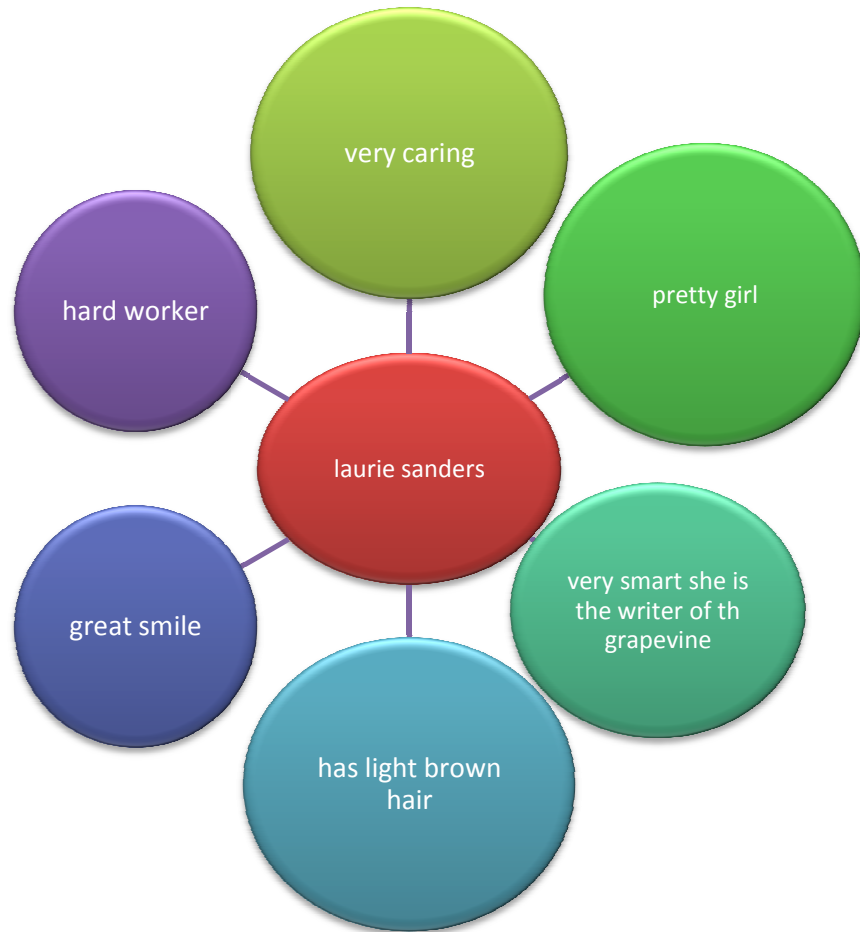 very caring
pretty girl
hard worker
laurie sanders
very smart she is
the writer of th
grapevine
great smile
has light brown
hair